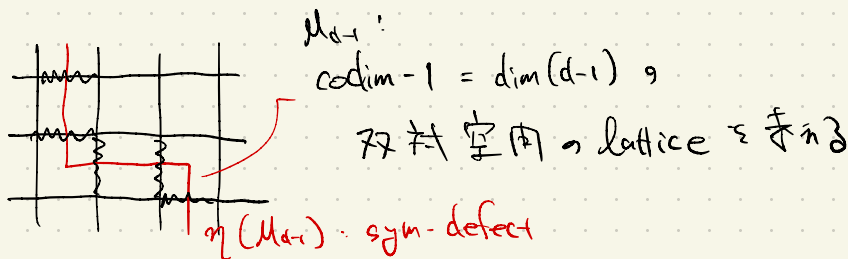 M_{d-1} :
codim-1 = dim(d-1) の
双対空間の lattice を表わる
η(M_{d-1}) : sym-defect